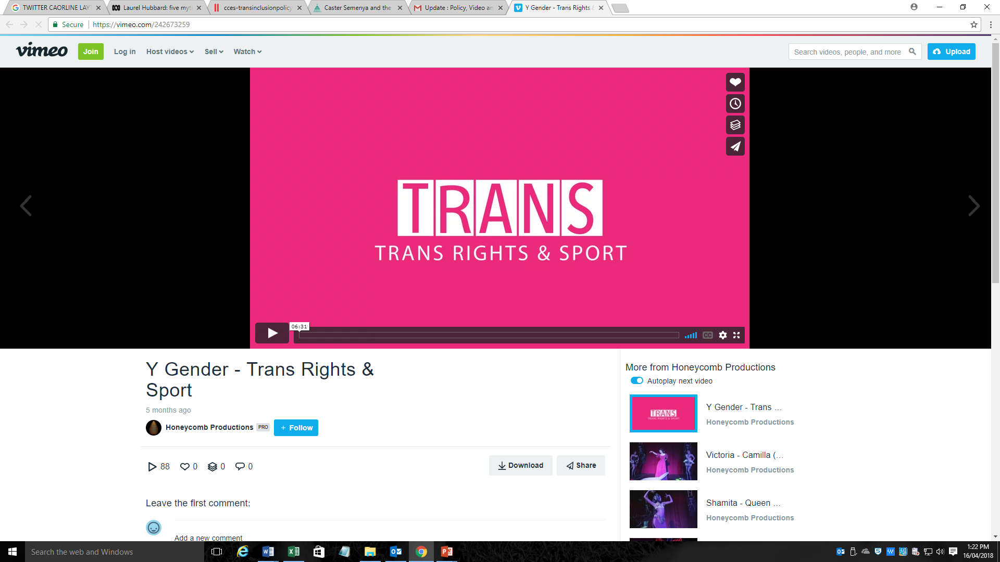 TWITTER CAORLINE LAYT
Laurel Hubbard: five myt
cces-transinclusionpolicy
Caster Semenya and the
Update : Policy, Video an
Y Gender - Trans Rights &
Secure
https://vimeo.com/242673259
vimeo
Join
Log in
Host videos
Sell
Watch
Search videos, people, and more
Upload
TRANS
TRANS RIGHTS & SPORT
06:31
CC
Y Gender - Trans Rights &
Sport
5 months ago
Honeycomb Productions PRO
+ Follow
88
0
0
0
Download
Share
Leave the first comment:
Add a new comment
More from Honeycomb Productions
Autoplay next video
TRANS
TRANS RIGHTS & SPORT
Y Gender - Trans ...
Honeycomb Productions
Victoria - Camilla (...
Honeycomb Productions
Shamita - Queen ...
Honeycomb Productions
Search the web and Windows
1:22 PM
16/04/2018